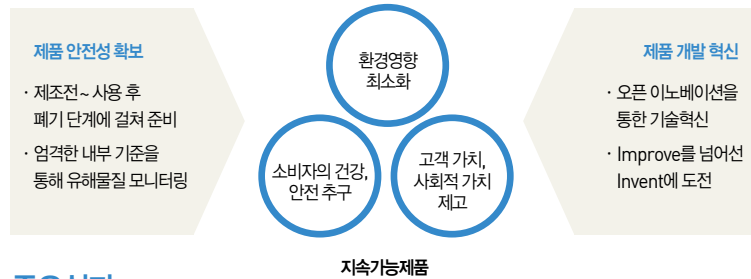 제품 안전성 확보
· 제조전~ 사용 후
폐기 단계에 걸쳐 준비
· 엄격한 내부 기준을
통해 유해물질 모니터링
환경영향
최소화
소비자의 건강,
안전 추구
고객 가치,
사회적 가치
제고
지속가능제품
제품 개발 혁신
· 오픈 이노베이션을
통한 기술혁신
· Improve를 넘어선
Invent에 도전